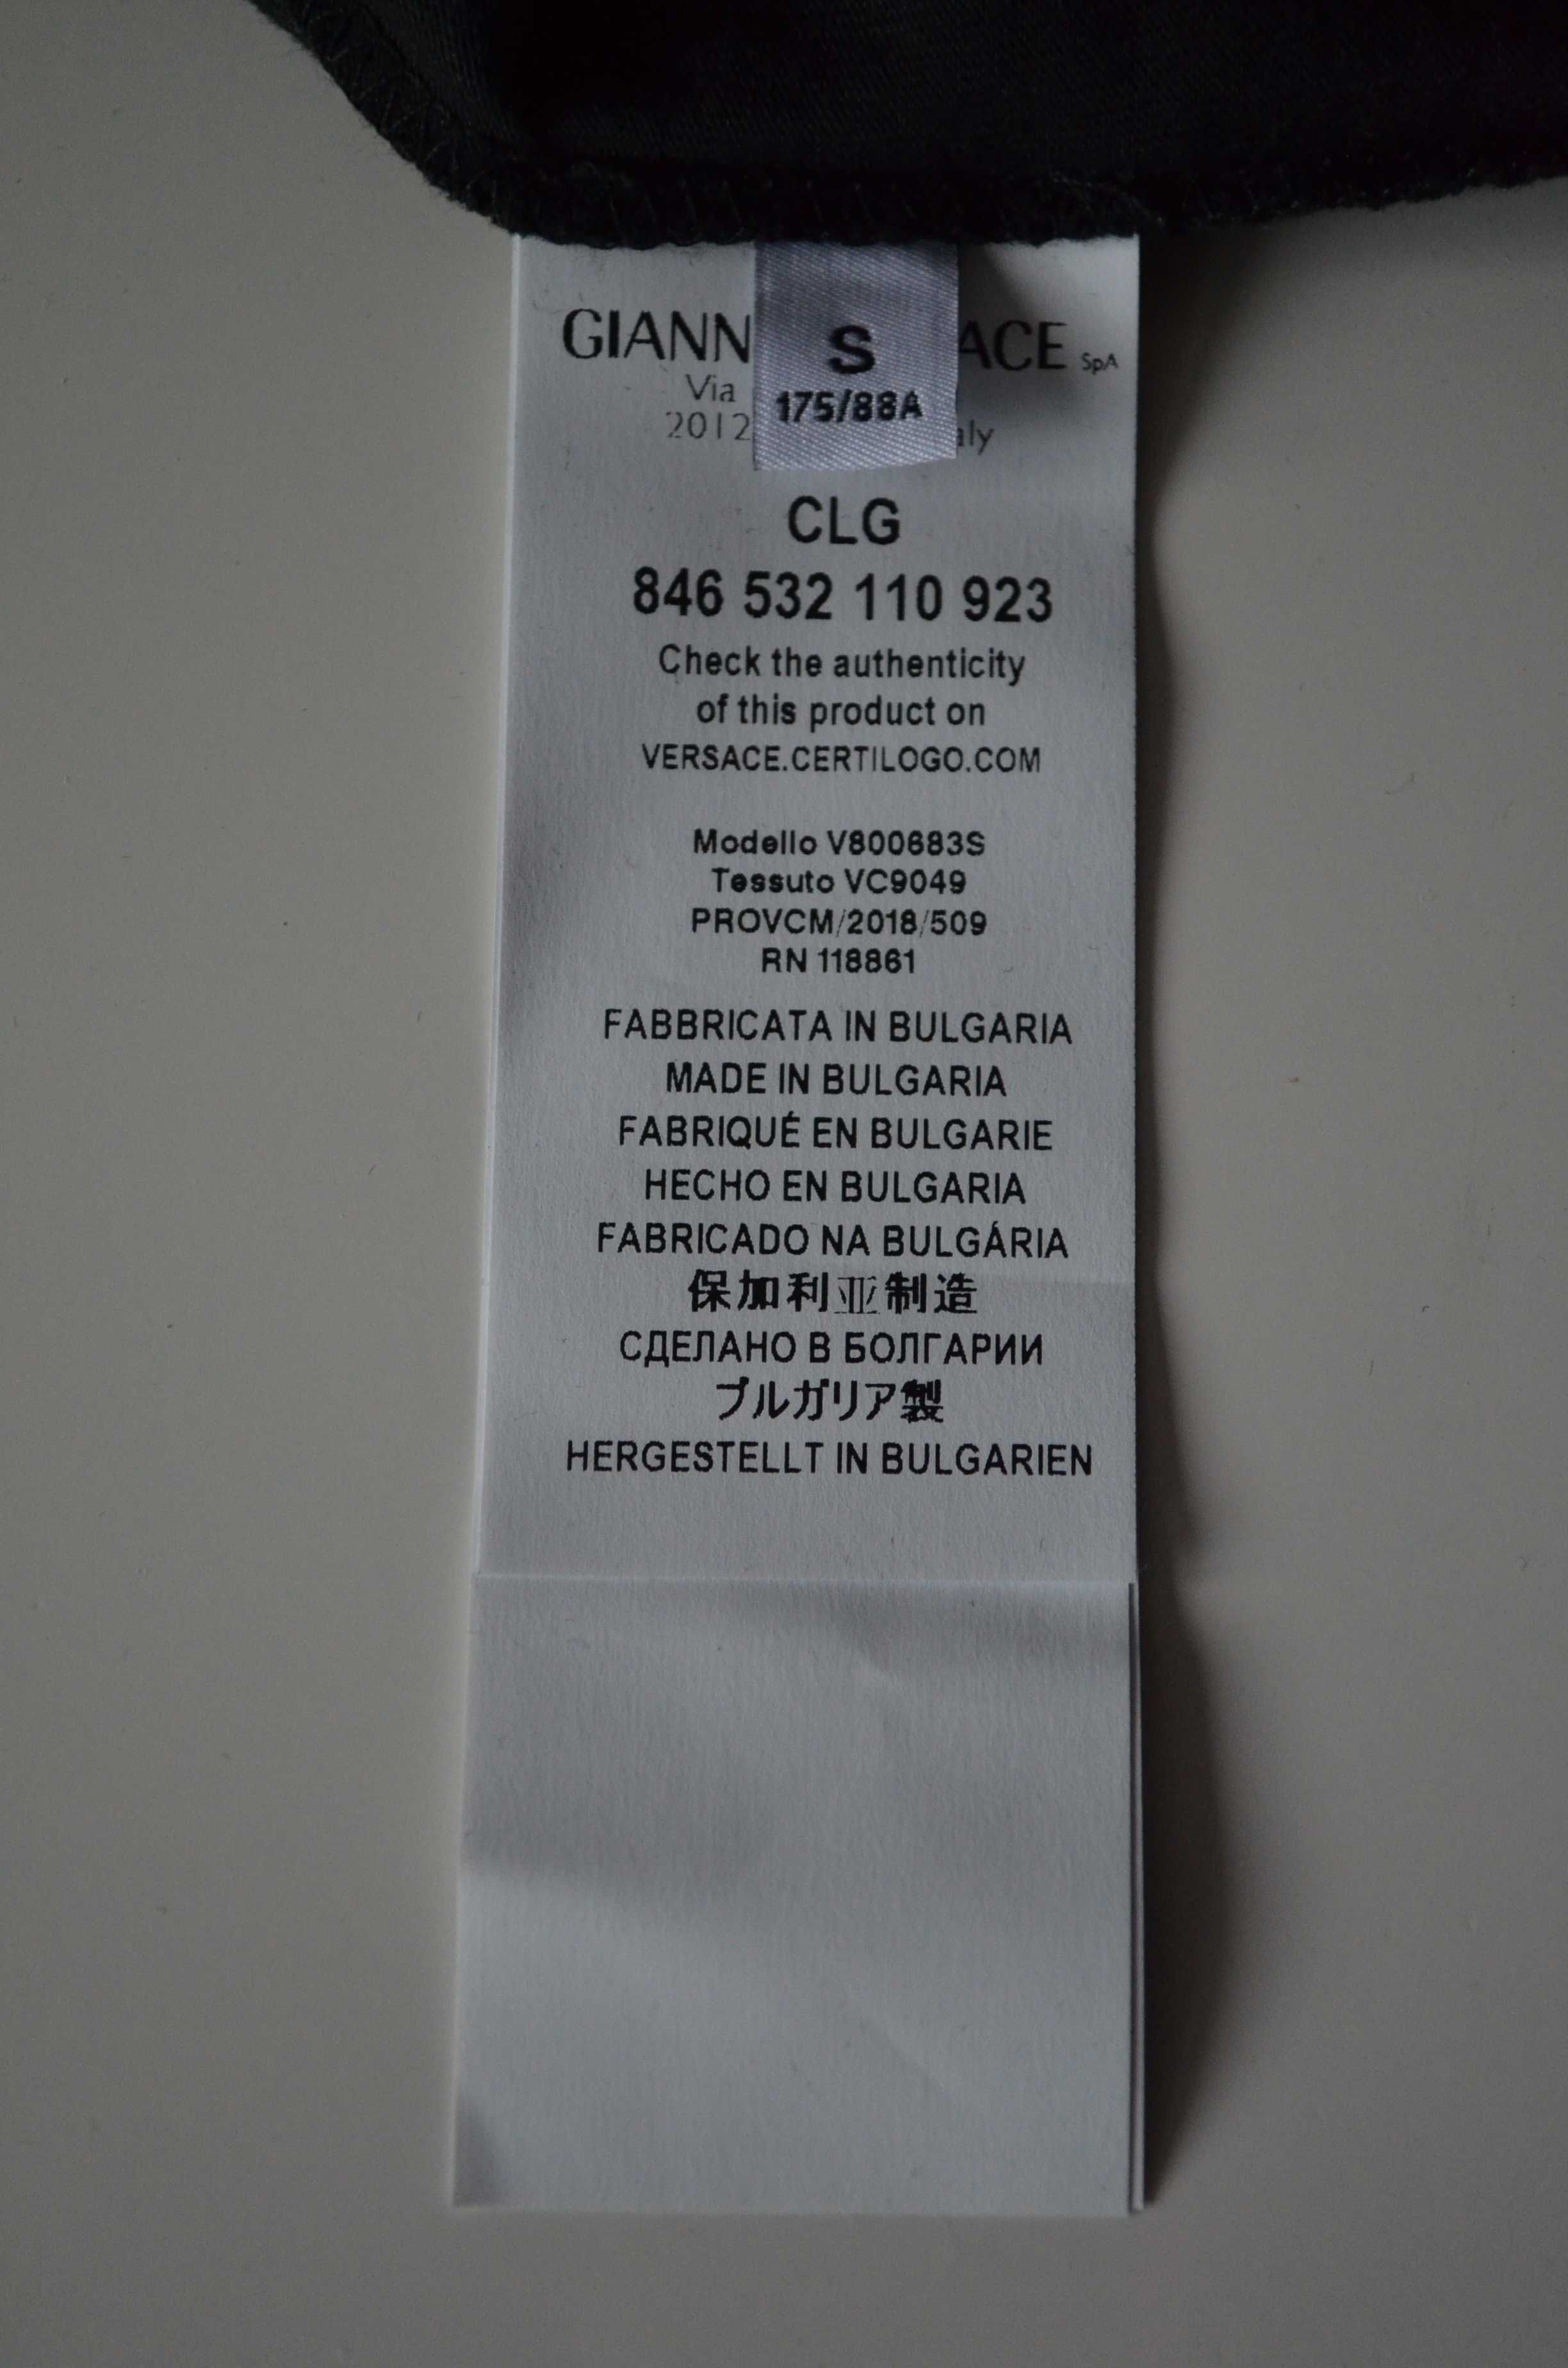 GIANN
ACE SpA
Via
2012
aly
S
175/88A
CLG
846 532 110 923
Check the authenticity
of this product on
VERSACE.CERTILOGO.COM
Modello V800683S
Tessuto VC9049
PROVCM/2018/509
RN 118861
FABBRICATA IN BULGARIA
MADE IN BULGARIA
FABRIQUÉ EN BULGARIE
HECHO EN BULGARIA
FABRICADO NA BULGÁRIA
保加利亚制造
СДЕЛАНО В БОЛГАРИИ
ブルガリア製
HERGESTELLT IN BULGARIEN